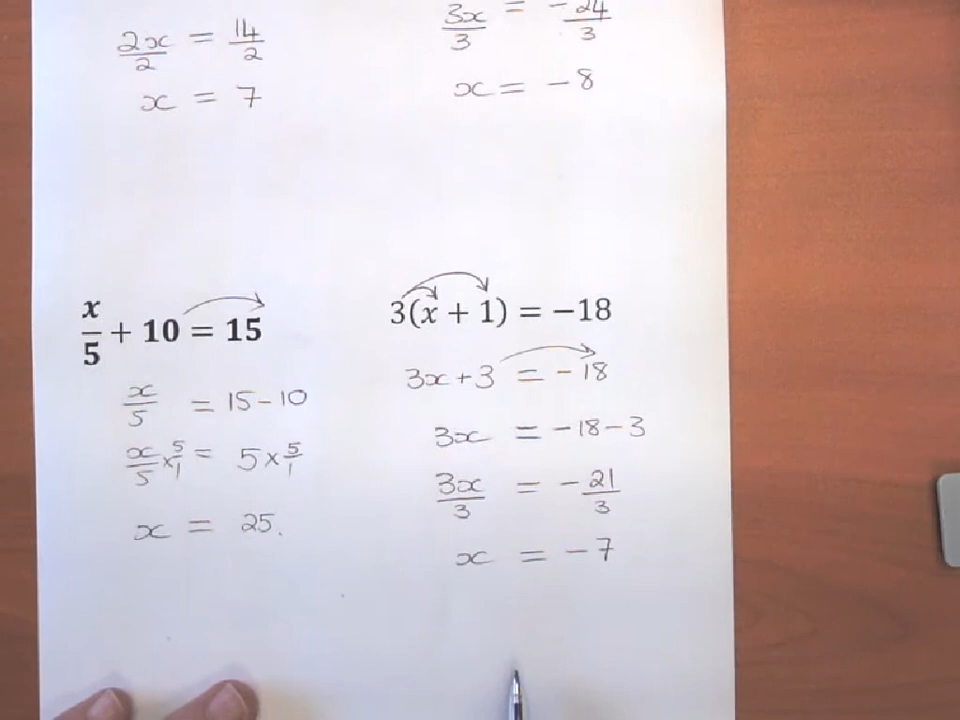 2x/2 = 14/2
x = 7
3x/3 = -24/3
x = -8
x/5 + 10 = 15
x/5 = 15-10
x/5 × 5/1 = 5 × 5/1
x = 25.
3(x + 1) = −18
3x+3 = -18
3x = -18-3
3x/3 = -21/3
x = -7